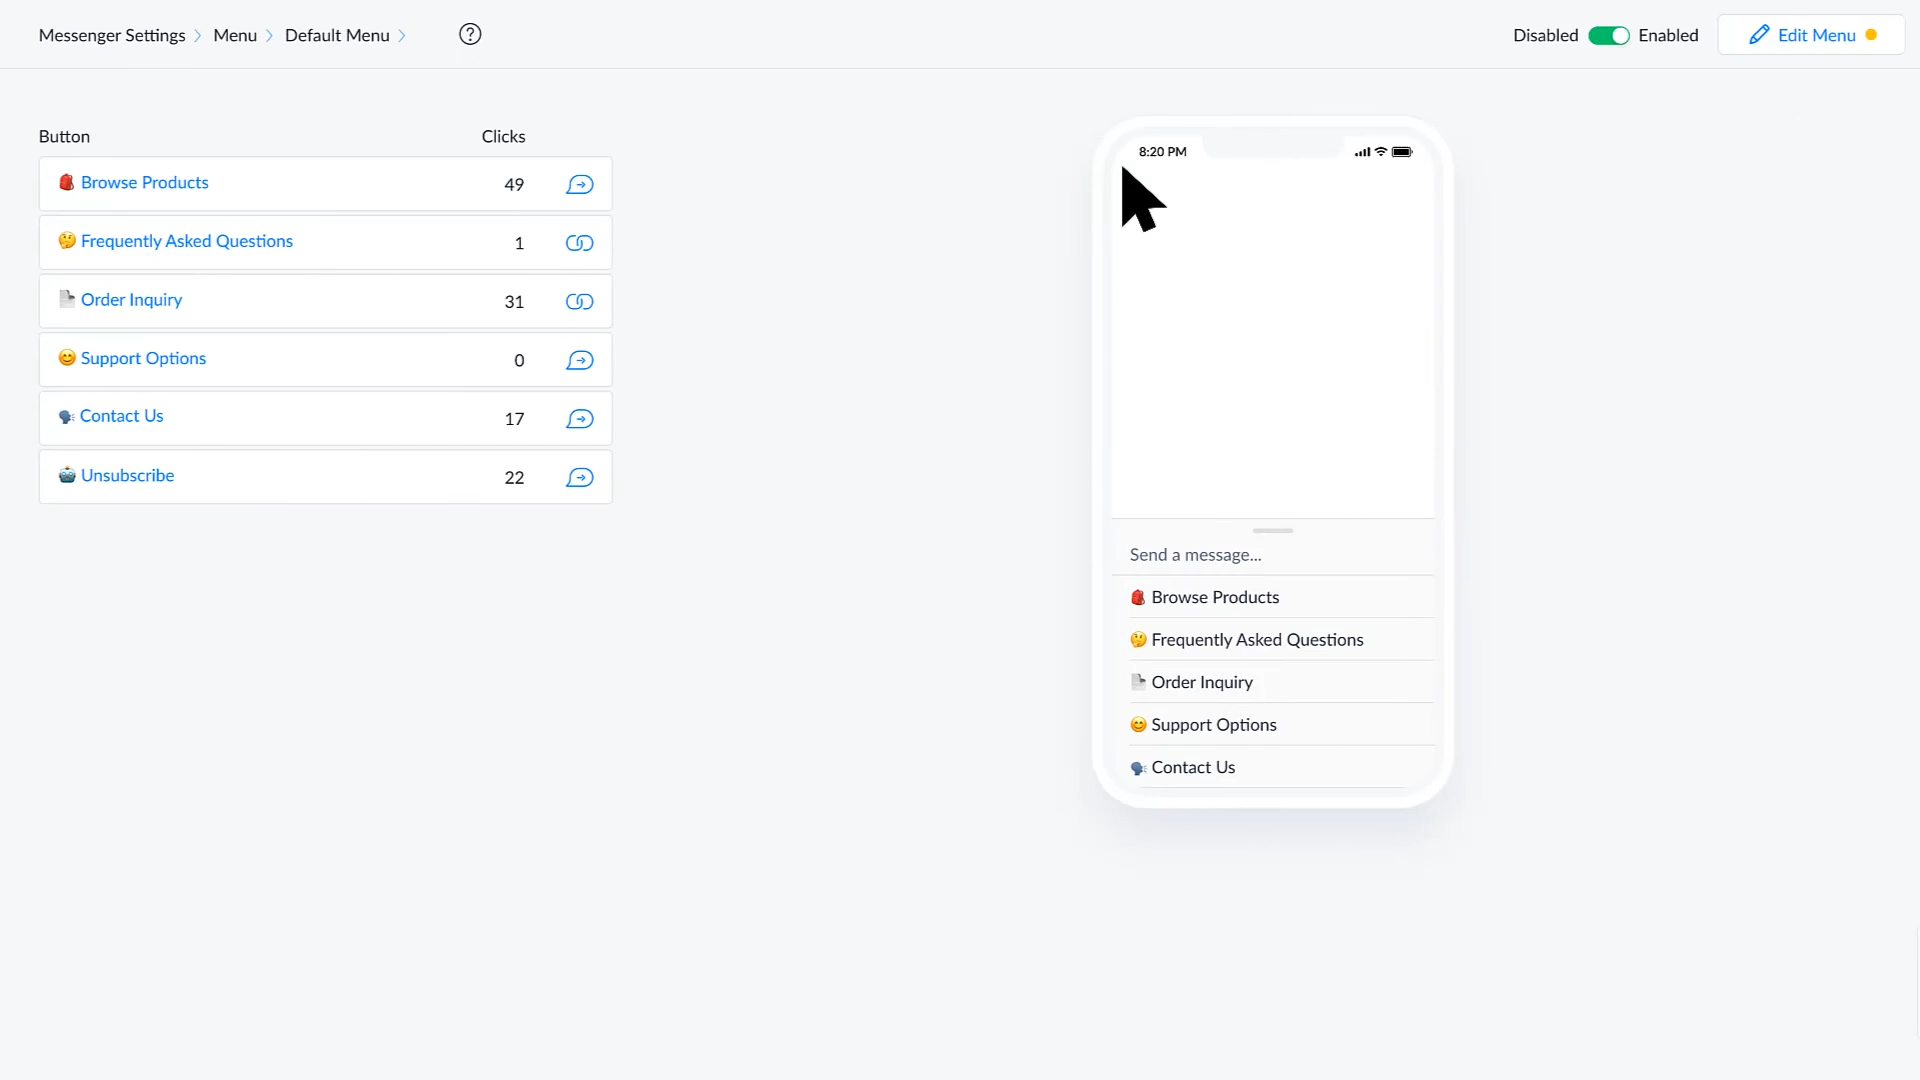 Messenger Settings
Menu
Default Menu
Disabled
Enabled
Edit Menu
Button
Clicks
Browse Products
49
Frequently Asked Questions
1
Order Inquiry
31
Support Options
0
Contact Us
17
Unsubscribe
22
8:20 PM
Send a message...
Browse Products
Frequently Asked Questions
Order Inquiry
Support Options
Contact Us